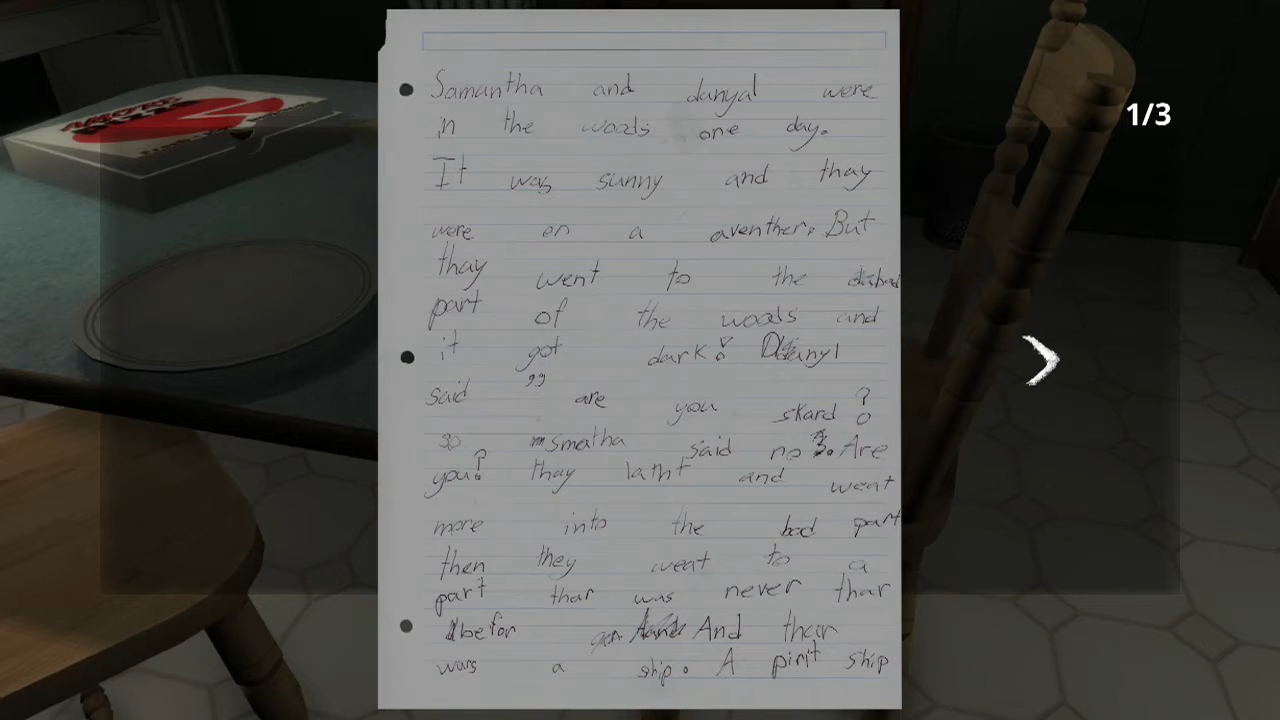 1/3
Samantha and danyal were
in the woods one day.
It was sunny and thay
were on a aventher. But
thay went to the
part of the woods and
it got dark. Danyl
said " are you skard ?
so smatha said no. Are
you? thay latht and weat
more into the bad part
then they weat to a
part thar was never thar
befor And thear
wars a ship. A pirit ship